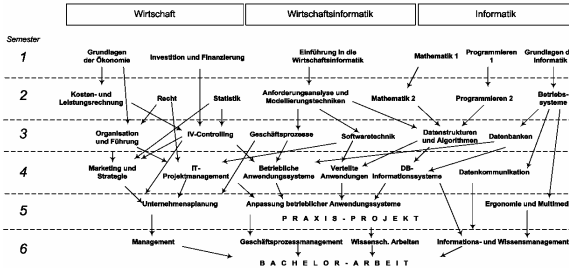 Wirtschaft Wirtschaftsinformatik Informatik
Semester
1
Grundlagen der Ökonomie
Investition und Finanzierung
Einführung in die Wirtschaftsinformatik
Mathematik 1
Programmieren 1
Grundlagen der Informatik
2
Kosten- und Leistungsrechnung
Recht
Statistik
Anforderungsanalyse und Modellierungstechniken
Mathematik 2
Programmieren 2
Betriebs-systeme
3
Organisation und Führung
IV-Controlling
Geschäftsprozesse
Softwaretechnik
Datenstrukturen und Algorithmen
Datenbanken
4
Marketing und Strategie
IT-Projektmanagement
Betriebliche Anwendungssysteme
Verteilte Anwendungen
DB-Informationssysteme
Datenkommunikation
5
Unternehmensplanung
Anpassung betrieblicher Anwendungssysteme
Ergonomie und Multimedi
PRAXIS-PROJEKT
6
Management
Geschäftsprozessmanagement
Wissensch. Arbeiten
Informations- und Wissensmanagement
BACHELOR-ARBEIT